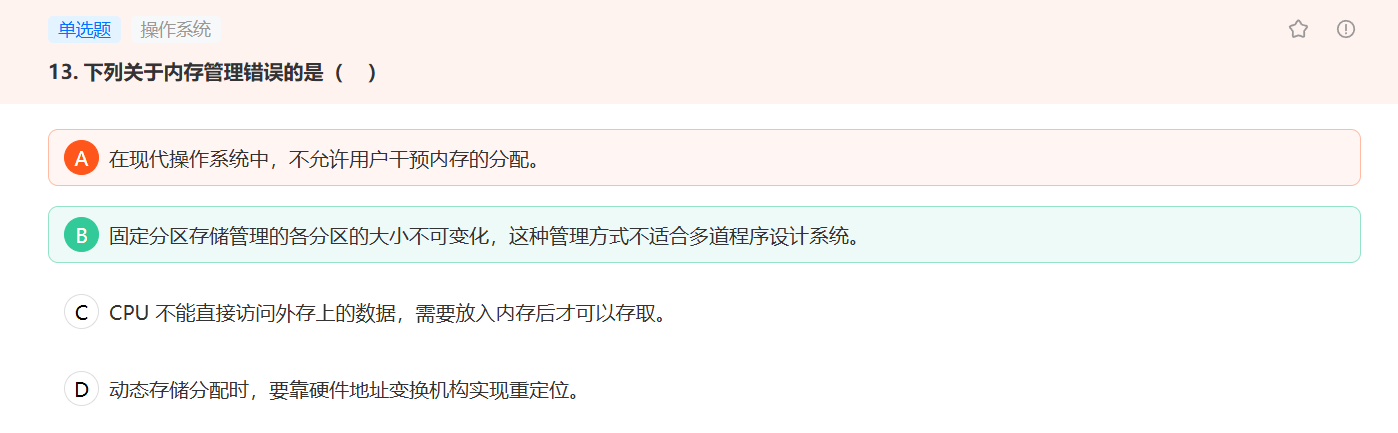 单选题 操作系统
13. 下列关于内存管理错误的是（ ）
A 在现代操作系统中，不允许用户干预内存的分配。
B 固定分区存储管理的各分区的大小不可变化，这种管理方式不适合多道程序设计系统。
C CPU 不能直接访问外存上的数据，需要放入内存后才可以存取。
D 动态存储分配时，要靠硬件地址变换机构实现重定位。